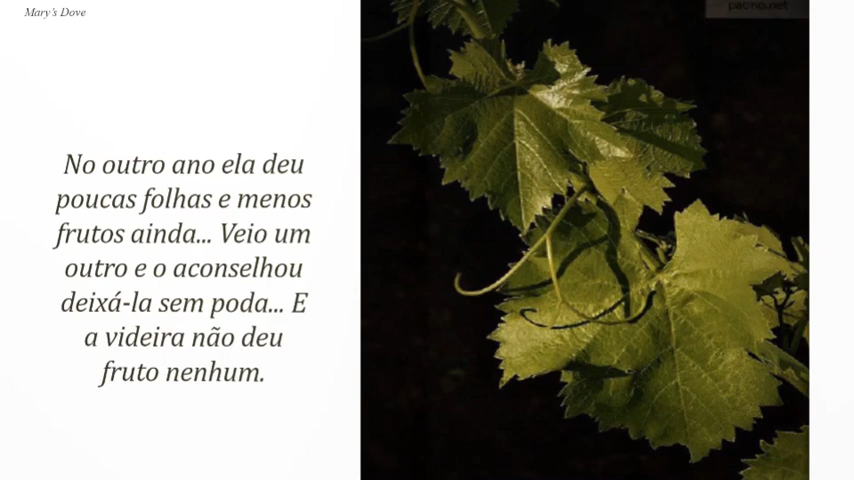 Mary's Dove
No outro ano ela deu
poucas folhas e menos
frutos ainda... Veio um
outro e o aconselhou
deixá-la sem poda... E
a videira não deu
fruto nenhum.